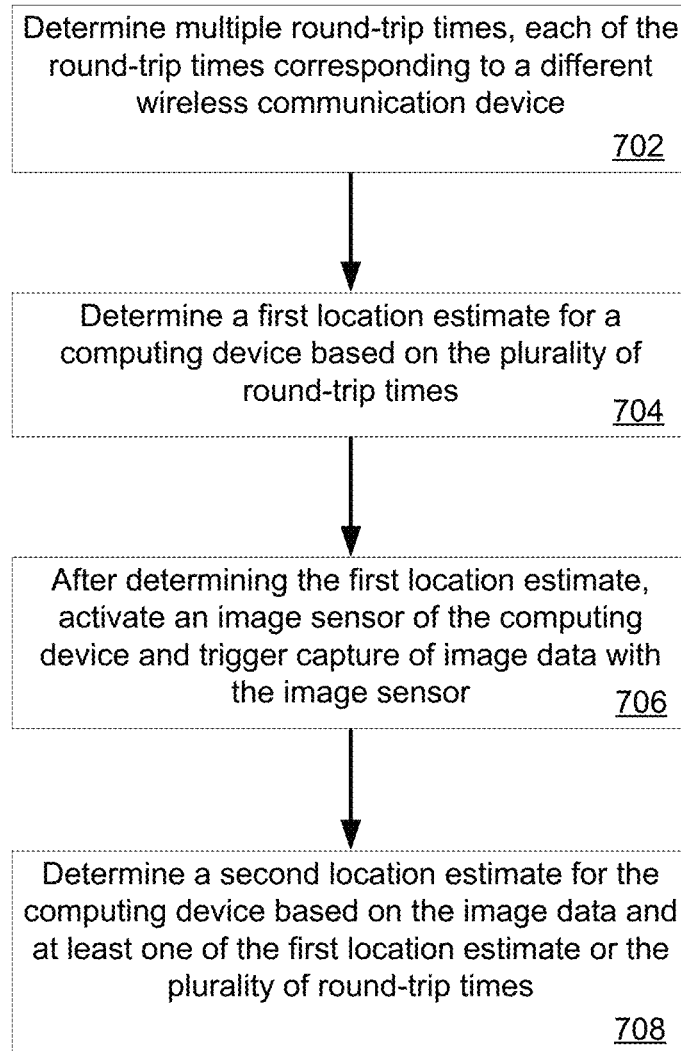 Determine multiple round-trip times, each of the
round-trip times corresponding to a different
wireless communication device
702
Determine a first location estimate for a
computing device based on the plurality of
round-trip times
704
After determining the first location estimate,
activate an image sensor of the computing
device and trigger capture of image data with
the image sensor
706
Determine a second location estimate for the
computing device based on the image data and
at least one of the first location estimate or the
plurality of round-trip times
708